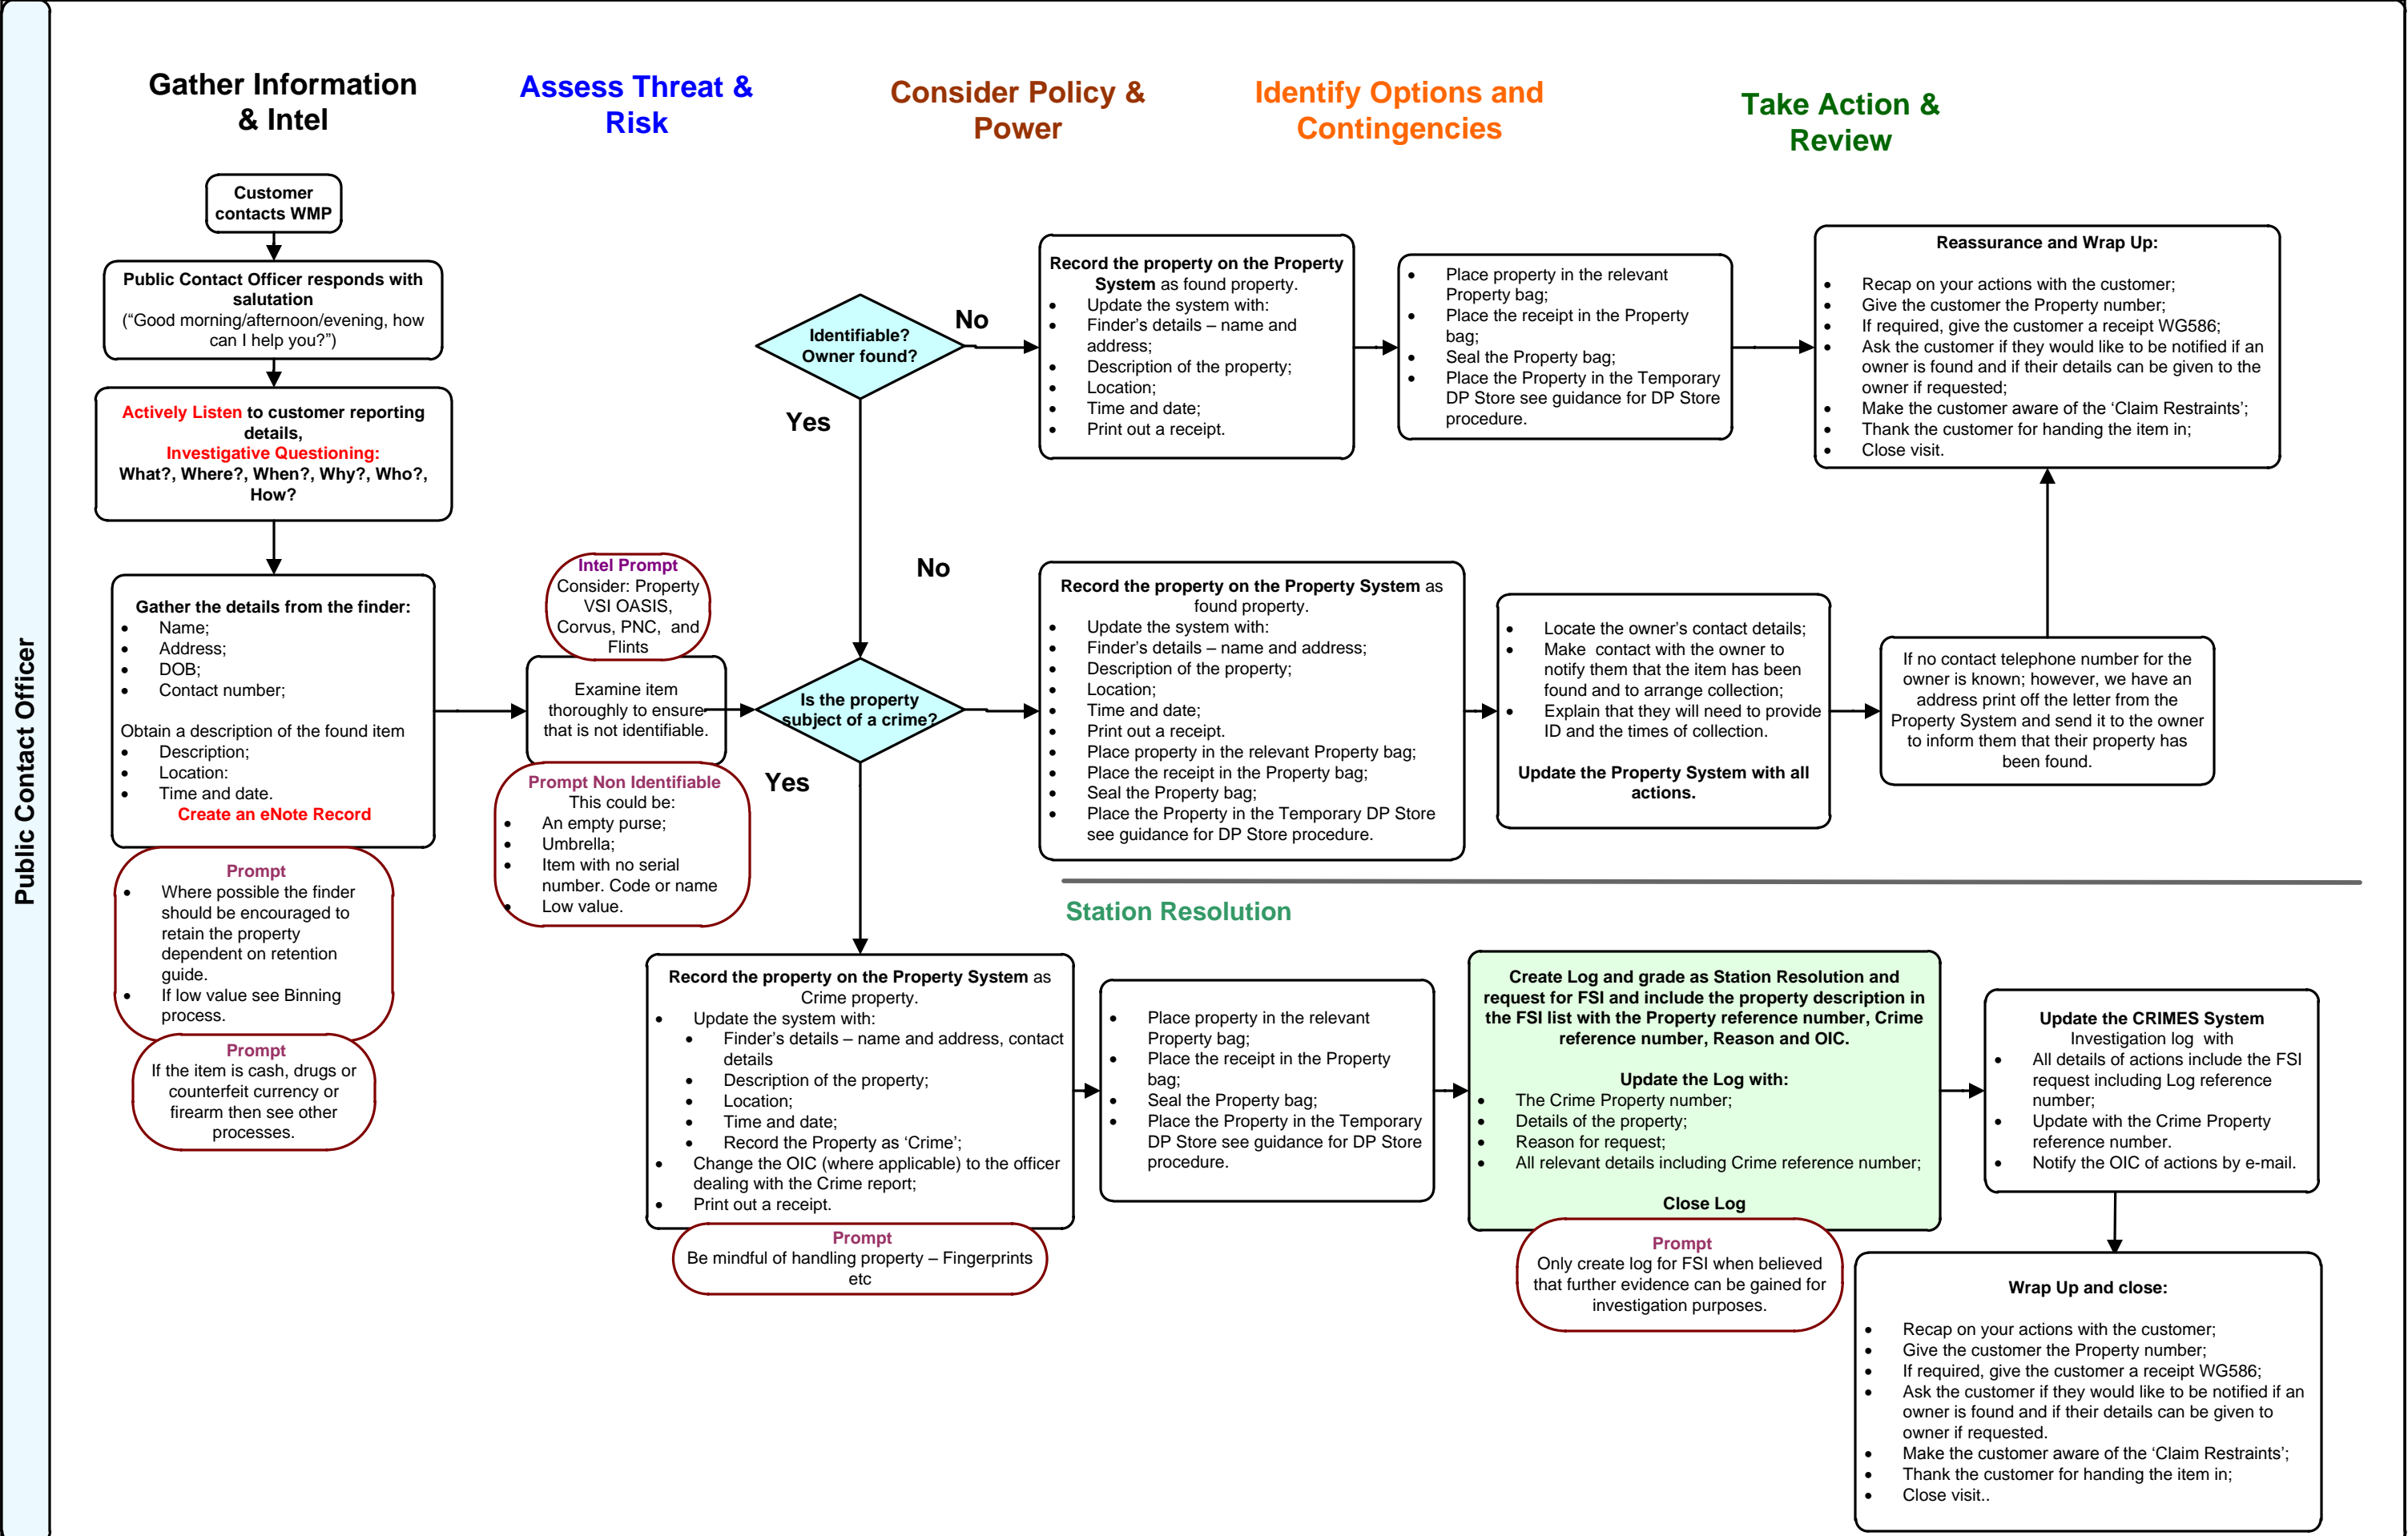 Public Contact Officer
Gather Information
& Intel
Assess Threat &
Risk
Consider Policy &
Power
Identify Options and
Contingencies
Take Action &
Review
Customer
contacts WMP
Public Contact Officer responds with
salutation
(“Good morning/afternoon/evening, how
can I help you?”)
Actively Listen to customer reporting
details,
Investigative Questioning:
What?, Where?, When?, Why?, Who?,
How?
Gather the details from the finder:
• Name;
• Address;
• DOB;
• Contact number;
Obtain a description of the found item
• Description;
• Location:
• Time and date.
Create an eNote Record
Prompt
• Where possible the finder
should be encouraged to
retain the property
dependent on retention
guide.
• If low value see Binning
process.
Prompt
If the item is cash, drugs or
counterfeit currency or
firearm then see other
processes.
Intel Prompt
Consider: Property
VSI OASIS,
Corvus, PNC, and
Flints
Examine item
thoroughly to ensure
that is not identifiable.
Prompt Non Identifiable
This could be:
• An empty purse;
• Umbrella;
• Item with no serial
number. Code or name
• Low value.
Identifiable?
Owner found?
No
Yes
Record the property on the Property
System as found property.
• Update the system with:
• Finder’s details – name and
address;
• Description of the property;
• Location;
• Time and date;
• Print out a receipt.
• Place property in the relevant
Property bag;
• Place the receipt in the Property
bag;
• Seal the Property bag;
• Place the Property in the Temporary
DP Store see guidance for DP Store
procedure.
Reassurance and Wrap Up:
• Recap on your actions with the customer;
• Give the customer the Property number;
• If required, give the customer a receipt WG586;
• Ask the customer if they would like to be notified if an
owner is found and if their details can be given to the
owner if requested;
• Make the customer aware of the ‘Claim Restraints’;
• Thank the customer for handing the item in;
• Close visit.
Is the property
subject of a crime?
No
Yes
Record the property on the Property System as
found property.
• Update the system with:
• Finder’s details – name and address;
• Description of the property;
• Location;
• Time and date;
• Print out a receipt.
• Place property in the relevant Property bag;
• Place the receipt in the Property bag;
• Seal the Property bag;
• Place the Property in the Temporary DP Store
see guidance for DP Store procedure.
• Locate the owner’s contact details;
• Make contact with the owner to
notify them that the item has been
found and to arrange collection;
• Explain that they will need to provide
ID and the times of collection.
Update the Property System with all
actions.
If no contact telephone number for the
owner is known; however, we have an
address print off the letter from the
Property System and send it to the owner
to inform them that their property has
been found.
Station Resolution
Record the property on the Property System as
Crime property.
• Update the system with:
• Finder’s details – name and address, contact
details
• Description of the property;
• Location;
• Time and date;
• Record the Property as ‘Crime’;
• Change the OIC (where applicable) to the officer
dealing with the Crime report;
• Print out a receipt.
Prompt
Be mindful of handling property – Fingerprints
etc
• Place property in the relevant
Property bag;
• Place the receipt in the Property
bag;
• Seal the Property bag;
• Place the Property in the Temporary
DP Store see guidance for DP Store
procedure.
Create Log and grade as Station Resolution and
request for FSI and include the property description in
the FSI list with the Property reference number, Crime
reference number, Reason and OIC.
Update the Log with:
• The Crime Property number;
• Details of the property;
• Reason for request;
• All relevant details including Crime reference number;
Close Log
Prompt
Only create log for FSI when believed
that further evidence can be gained for
investigation purposes.
Update the CRIMES System
Investigation log with
• All details of actions include the FSI
request including Log reference
number;
• Update with the Crime Property
reference number.
• Notify the OIC of actions by e-mail.
Wrap Up and close:
• Recap on your actions with the customer;
• Give the customer the Property number;
• If required, give the customer a receipt WG586;
• Ask the customer if they would like to be notified if an
owner is found and if their details can be given to
owner if requested.
• Make the customer aware of the ‘Claim Restraints’;
• Thank the customer for handing the item in;
• Close visit..